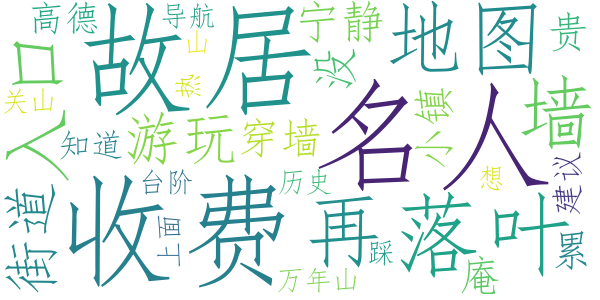 高德
导航
宁静
贵
故居
地图
山
没
热
入口
关山
名人
小镇
墙
知道
游玩
穿墙
建议
台阶
历史
想
街道
收费
再
落叶
上面
踩
累
万年山
庵